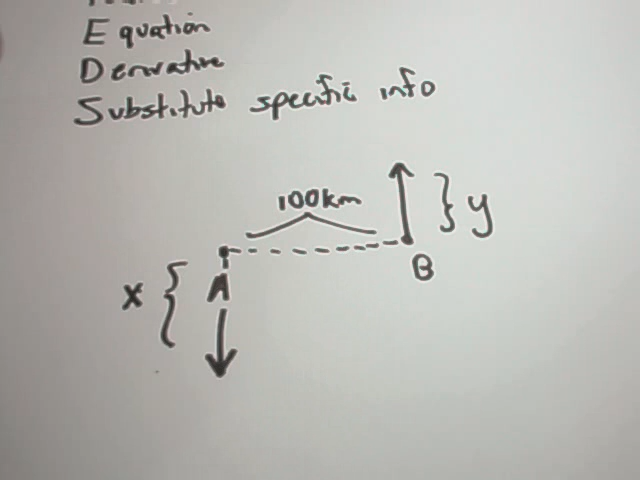 Equation
Derivative
Substitute specific info
100km
} y
B
x {
A